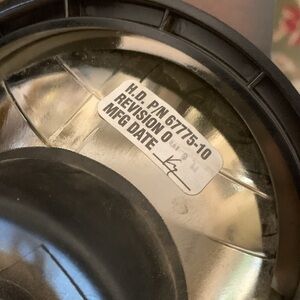 H.D. P/N 67775-10
REVISION 0
MFG DATE